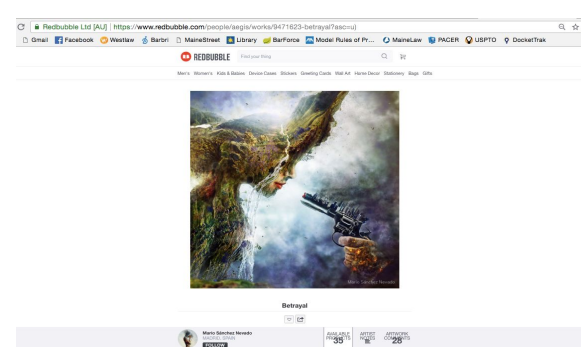 Redbubble Ltd [AU] | https://www.redbubble.com/people/aegis/works/9471623-betrayal?asc=u)
Gmail Facebook Westlaw Barbri MaineStreet Library BarForce Model Rules of Pr... MaineLaw PACER USPTO DocketTrak
REDBUBBLE Find your thing
Men's Women's Kids & Babies Device Cases Stickers Greeting Cards Wall Art Home Decor Stationery Bags Gifts
Mario Sánchez Nevado
Betrayal
Mario Sánchez Nevado
MADRID, SPAIN
FOLLOW
AVAILABLE PRODUCTS
39
ARTIST NOTES
ARTWORK COMMENTS
28